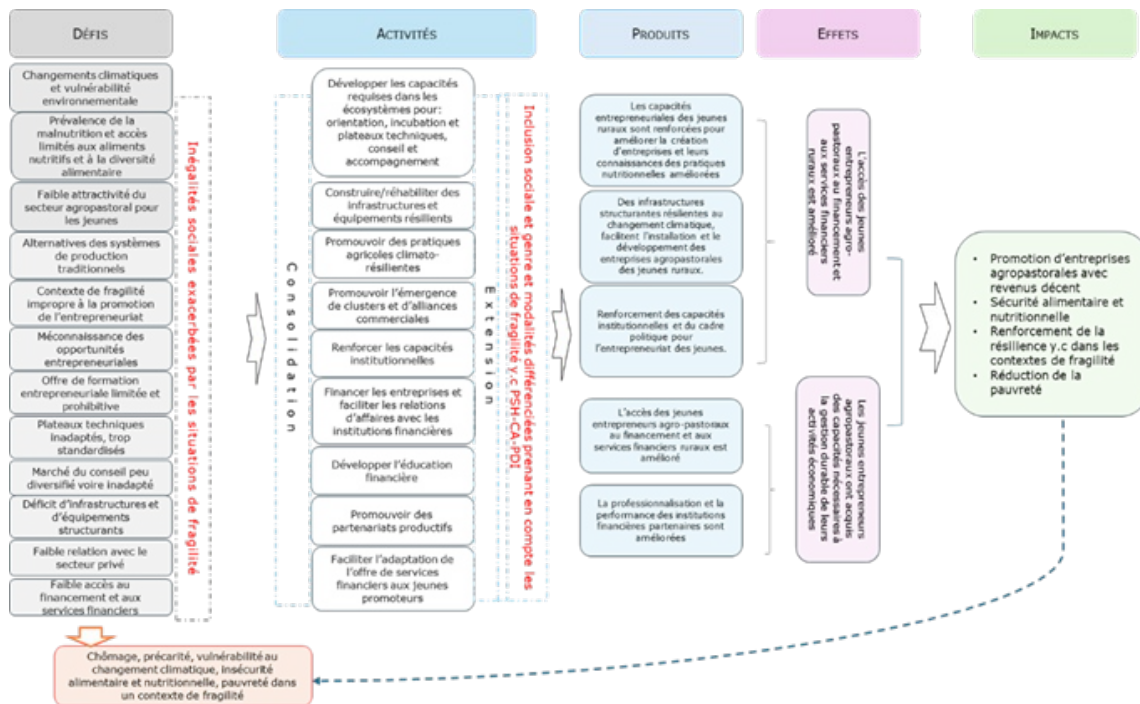 DÉFIS
Changements climatiques
et vulnérabilité
environnementale
Prévalence de la
malnutrition et accès
limités aux aliments
nutritifs et à la diversité
alimentaire
Faible attractivité du
secteur agropastoral pour
les jeunes
Alternatives des systèmes
de production
traditionnels
Contexte de fragilité
impropre à la promotion
de l'entrepreneuriat
Méconnaissance des
opportunités
entrepreneuriales
Offre de formation
entrepreneuriale limitée et
prohibitive
Plateaux techniques
inadaptés, trop
standardisés
Marché du conseil peu
diversifié voire inadapté
Déficit d'infrastructures et
d'équipements
structurants
Faible relation avec le
secteur privé
Faible accès au
financement et aux
services financiers
Inégalités sociales exacerbées par les situations de fragilité
Chômage, précarité, vulnérabilité au
changement climatique, insécurité
alimentaire et nutritionnelle, pauvreté dans
un contexte de fragilité
ACTIVITÉS
Consolidation
Développer les capacités
requises dans les
écosystèmes pour:
orientation, incubation et
plateaux techniques,
conseil et
accompagnement
Construire/réhabiliter des
infrastructures et
équipements résilients
Promouvoir des pratiques
agricoles climato-
résilientes
Promouvoir l'émergence
de clusters et d'alliances
commerciales
Renforcer les capacités
institutionnelles
Financer les entreprises et
faciliter les relations
d'affaires avec les
institutions financières
Développer l'éducation
financière
Promouvoir des
partenariats productifs
Faciliter l'adaptation de
l'offre de services
financiers aux jeunes
promoteurs
Extension
Inclusion sociale et genre et modalités différenciées prenant en compte les
situations de fragilité y.c PSH-CA-PDI
PRODUITS
Les capacités
entrepreneuriales des jeunes
ruraux sont renforcées pour
améliorer la création
d'entreprises et leurs
connaissances des pratiques
nutritionnelles améliorées
Des infrastructures
structurantes résilientes au
changement climatique,
facilitent l'installation et le
développement des
entreprises agropastorales
des jeunes ruraux.
Renforcement des capacités
institutionnelles et du cadre
politique pour
l'entrepreneuriat des jeunes.
L'accès des jeunes
entrepreneurs agro-pastoraux
au financement et aux
services financiers ruraux est
amélioré
La professionnalisation et la
performance des institutions
financières partenaires sont
améliorées
EFFETS
L'accès des jeunes
entrepreneurs agro-
pastoraux au financement et
aux services financiers
ruraux est amélioré
Les jeunes entrepreneurs
agropastoraux ont acquis
des capacités nécessaires à
la gestion durable de leurs
activités économiques
IMPACTS
• Promotion d'entreprises
agropastorales avec
revenus décent
• Sécurité alimentaire et
nutritionnelle
• Renforcement de la
résilience y.c dans les
contextes de fragilité
• Réduction de la
pauvreté